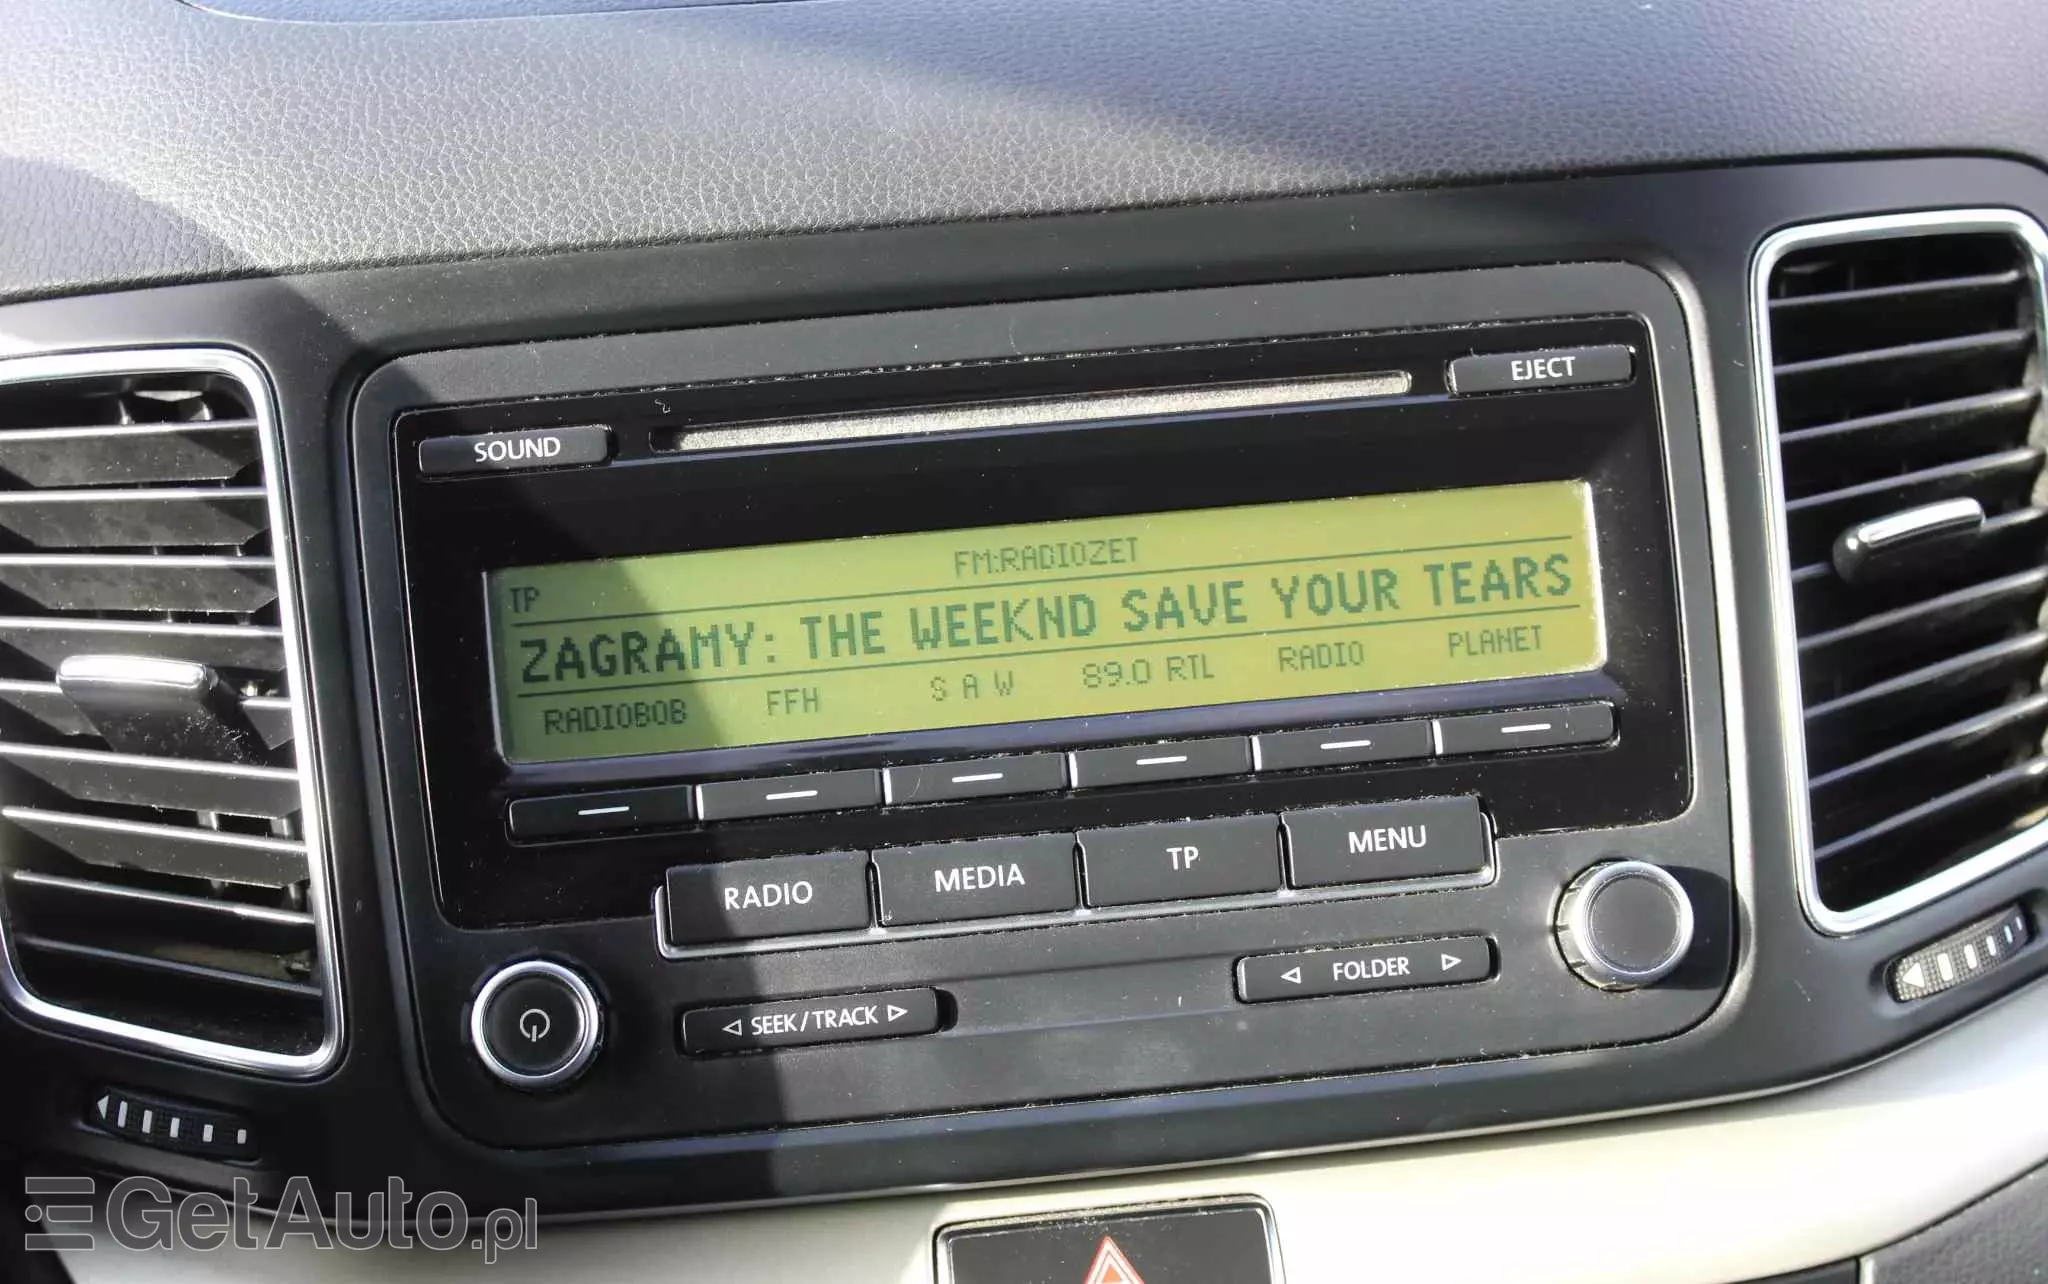 EJECT
SOUND
FM:RADIOZET
TP
ZAGRAMY: THE WEEKND SAVE YOUR TEARS
RADIOBOB FFH S A W 89.0 RTL RADIO PLANET
RADIO MEDIA TP MENU
SEEK/TRACK FOLDER
GetAuto.pl